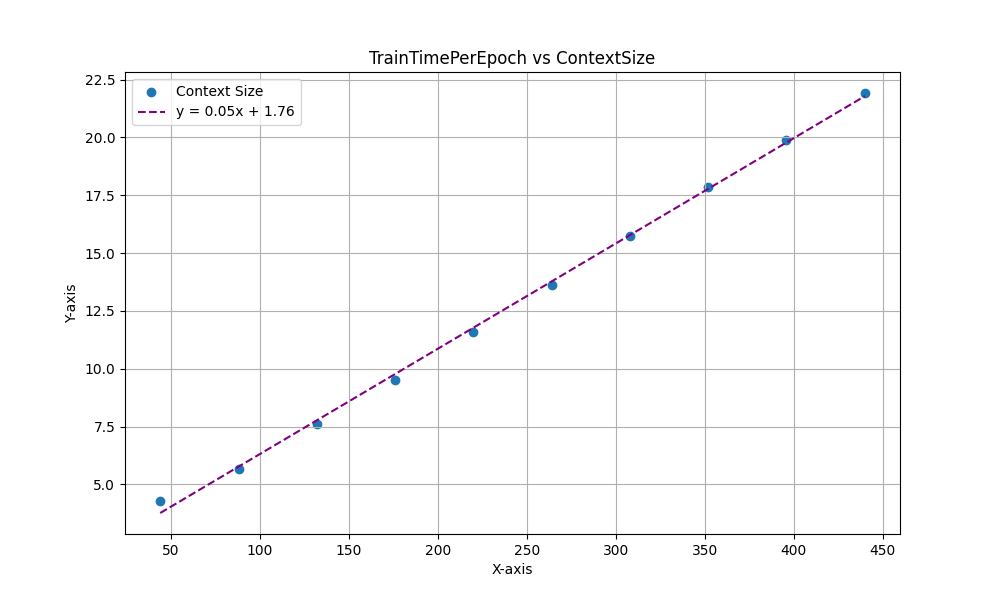 TrainTimePerEpoch vs ContextSize
Context Size
y = 0.05x + 1.76
22.5
20.0
17.5
15.0
12.5
10.0
7.5
5.0
Y-axis
50 100 150 200 250 300 350 400 450
X-axis